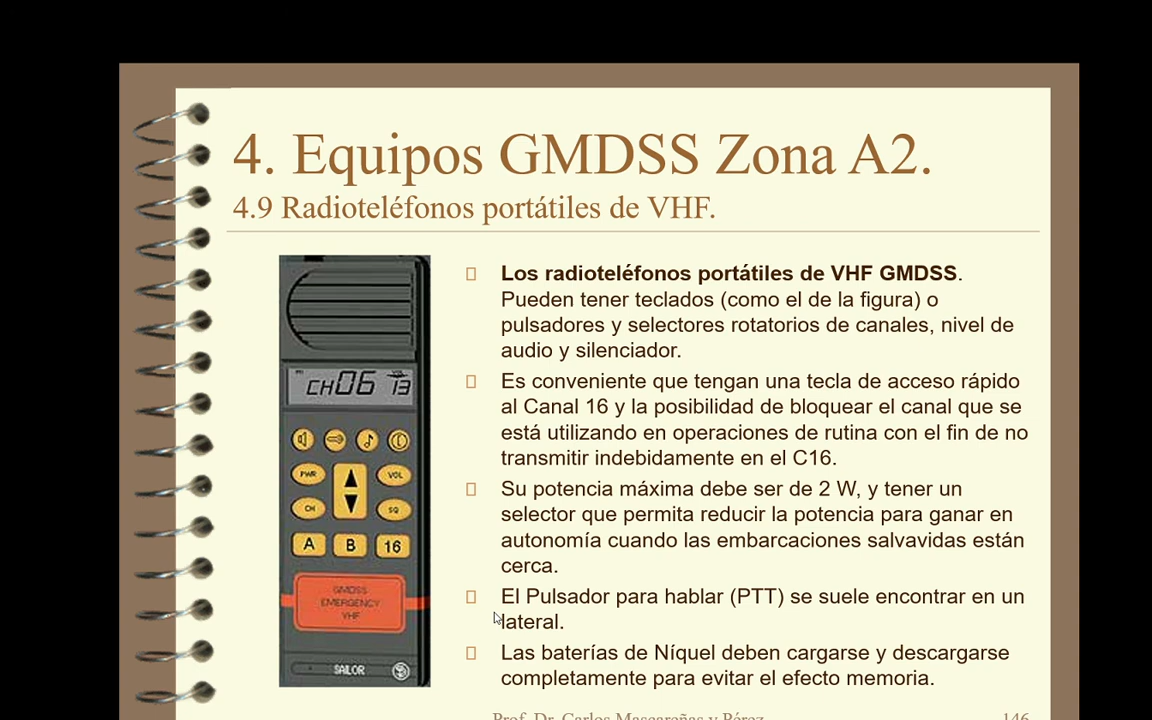 4. Equipos GMDSS Zona A2.
4.9 Radioteléfonos portátiles de VHF.
Los radioteléfonos portátiles de VHF GMDSS.
Pueden tener teclados (como el de la figura) o
pulsadores y selectores rotatorios de canales, nivel de
audio y silenciador.
Es conveniente que tengan una tecla de acceso rápido
al Canal 16 y la posibilidad de bloquear el canal que se
está utilizando en operaciones de rutina con el fin de no
transmitir indebidamente en el C16.
Su potencia máxima debe ser de 2 W, y tener un
selector que permita reducir la potencia para ganar en
autonomía cuando las embarcaciones salvavidas están
cerca.
El Pulsador para hablar (PTT) se suele encontrar en un
lateral.
Las baterías de Níquel deben cargarse y descargarse
completamente para evitar el efecto memoria.
CH06 13
PWR VOL
CH SQ
A B 16
GMDSS
EMERGENCY
VHF
SAILOR
Prof. Dr. Carlos Mascareñas y Pérez 146